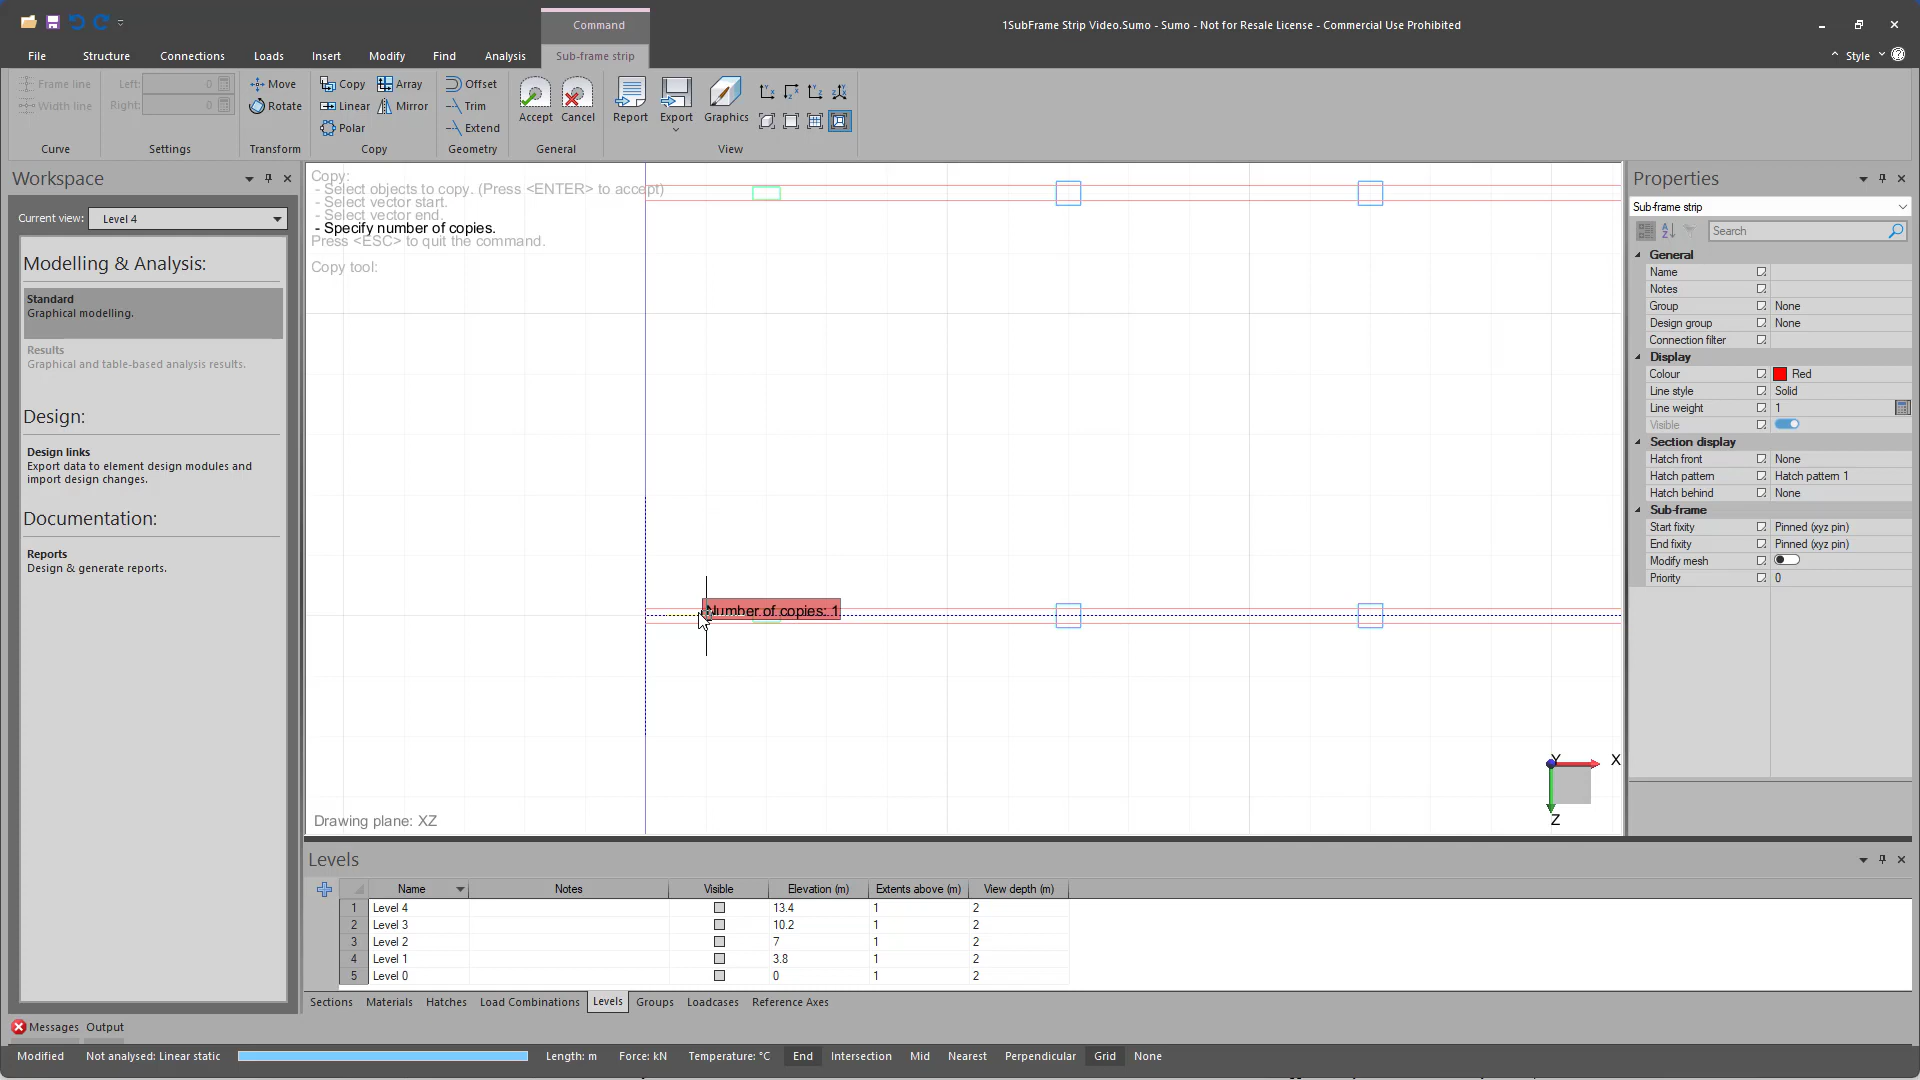 Command
1SubFrame Strip Video.Sumo - Sumo - Not for Resale License - Commercial Use Prohibited
File
Structure
Connections
Loads
Insert
Modify
Find
Analysis
Sub-frame strip
Style
Frame line
Width line
Curve
Left: 0
Right: 0
Settings
Move
Rotate
Transform
Copy
Array
Linear
Mirror
Polar
Copy
Offset
Trim
Extend
Geometry
Accept
Cancel
General
Report
Export
Graphics
View
Workspace
Current view: Level 4
Modelling & Analysis:
Standard
Graphical modelling.
Results
Graphical and table-based analysis results.
Design:
Design links
Export data to element design modules and
import design changes.
Documentation:
Reports
Design & generate reports.
Copy:
- Select objects to copy. (Press <ENTER> to accept)
- Select vector start.
- Select vector end.
- Specify number of copies.
Press <ESC> to quit the command.
Copy tool:
Number of copies: 1
Drawing plane: XZ
Y
X
Z
Properties
Sub-frame strip
Search
General
Name
Notes
Group None
Design group None
Connection filter
Display
Colour Red
Line style Solid
Line weight 1
Visible
Section display
Hatch front None
Hatch pattern Hatch pattern 1
Hatch behind None
Sub-frame
Start fixity Pinned (xyz pin)
End fixity Pinned (xyz pin)
Modify mesh
Priority 0
Levels
Name Notes Visible Elevation (m) Extents above (m) View depth (m)
1 Level 4 13.4 1 2
2 Level 3 10.2 1 2
3 Level 2 7 1 2
4 Level 1 3.8 1 2
5 Level 0 0 1 2
Sections Materials Hatches Load Combinations Levels Groups Loadcases Reference Axes
Messages Output
Modified Not analysed: Linear static Length: m Force: kN Temperature: °C End Intersection Mid Nearest Perpendicular Grid None